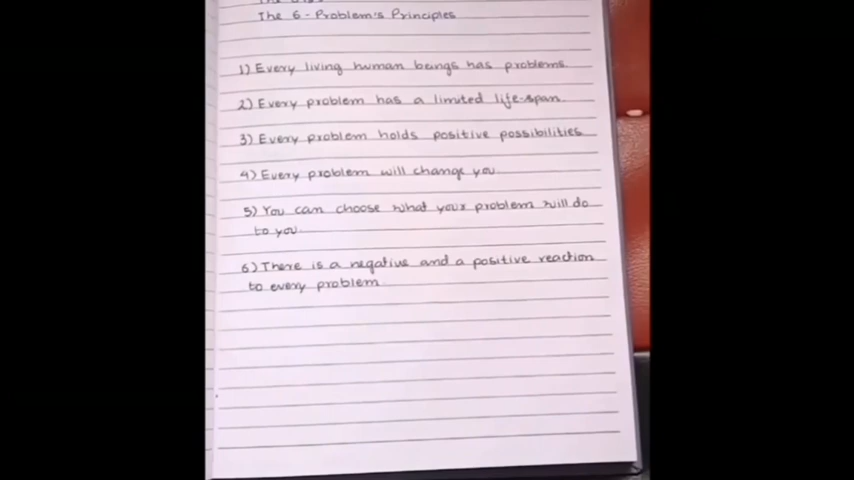 The 6 - Problem's Principles
1) Every living human beings has problems.
2) Every problem has a limited life-span.
3) Every problem holds positive possibilities
4) Every problem will change you.
5) You can choose what your problem will do
to you.
6) There is a negative and a positive reaction
to every problem.